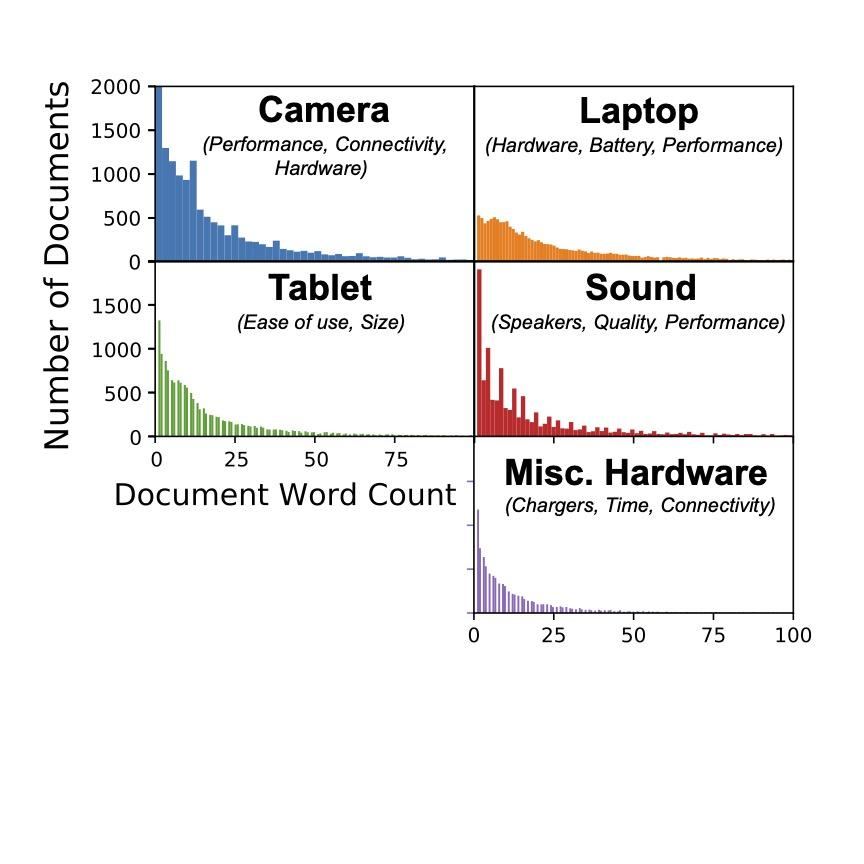 Number of Documents
2000
1500
1000
500
0
Camera
(Performance, Connectivity,
Hardware)
Laptop
(Hardware, Battery, Performance)
1500
1000
500
0
Tablet
(Ease of use, Size)
Sound
(Speakers, Quality, Performance)
0 25 50 75
Document Word Count
Misc. Hardware
(Chargers, Time, Connectivity)
0 25 50 75 100